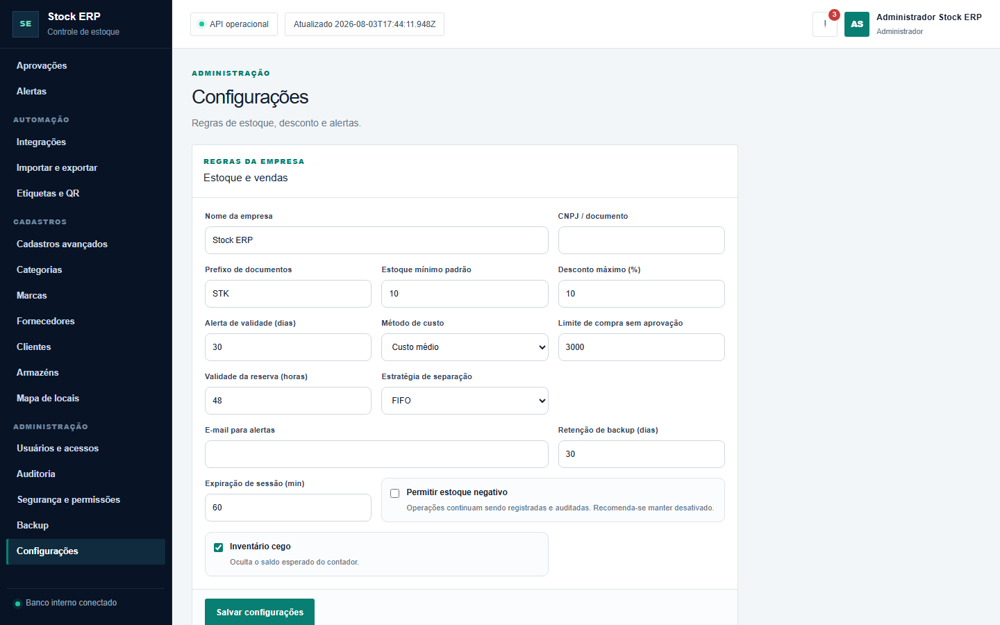 SE
Stock ERP
Controle de estoque
Aprovações
Alertas
AUTOMAÇÃO
Integrações
Importar e exportar
Etiquetas e QR
CADASTROS
Cadastros avançados
Categorias
Marcas
Fornecedores
Clientes
Armazéns
Mapa de locais
ADMINISTRAÇÃO
Usuários e acessos
Auditoria
Segurança e permissões
Backup
Configurações
Banco interno conectado
API operacional
Atualizado 2026-08-03T17:44:11.948Z
!
3
AS
Administrador Stock ERP
Administrador
ADMINISTRAÇÃO
Configurações
Regras de estoque, desconto e alertas.
REGRAS DA EMPRESA
Estoque e vendas
Nome da empresa
Stock ERP
CNPJ / documento
Prefixo de documentos
STK
Estoque mínimo padrão
10
Desconto máximo (%)
10
Alerta de validade (dias)
30
Método de custo
Custo médio
Limite de compra sem aprovação
3000
Validade da reserva (horas)
48
Estratégia de separação
FIFO
E-mail para alertas
Retenção de backup (dias)
30
Expiração de sessão (min)
60
Permitir estoque negativo
Operações continuam sendo registradas e auditadas. Recomenda-se manter desativado.
Inventário cego
Oculta o saldo esperado do contador.
Salvar configurações